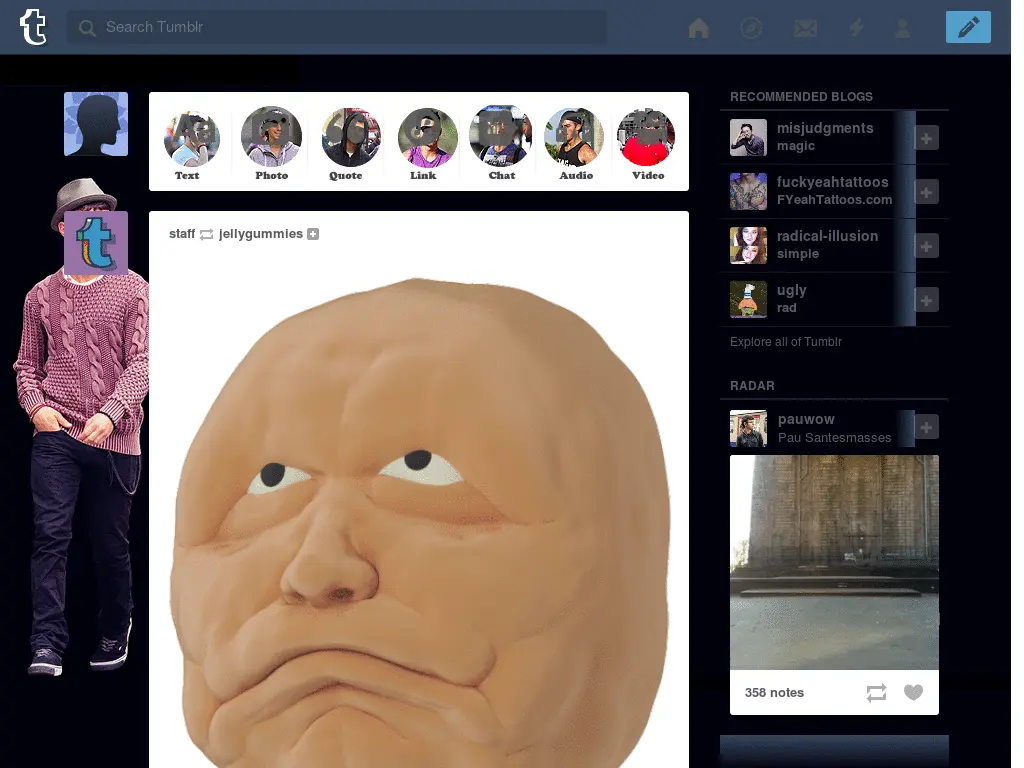 Search Tumblr
Text Photo Quote Link Chat Audio Video
staff jellygummies
RECOMMENDED BLOGS
misjudgments
magic
fuckyeahtattoos
FYeahTattoos.com
radical-illusion
simple
ugly
rad
Explore all of Tumblr
RADAR
pauwow
Pau Santesmasses
358 notes